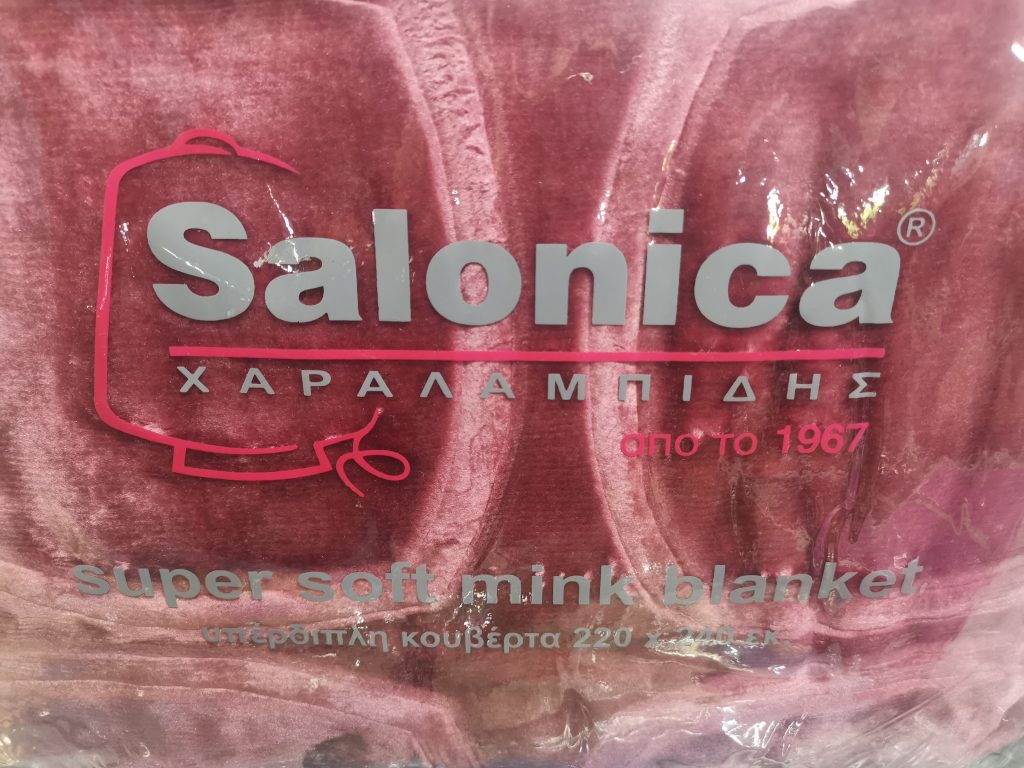 Salonica®
ΧΑΡΑΛΑΜΠΙΔΗΣ
απο το 1967
super soft mink blanket
υπέρδιπλη κουβέρτα 220 x 240 εκ.